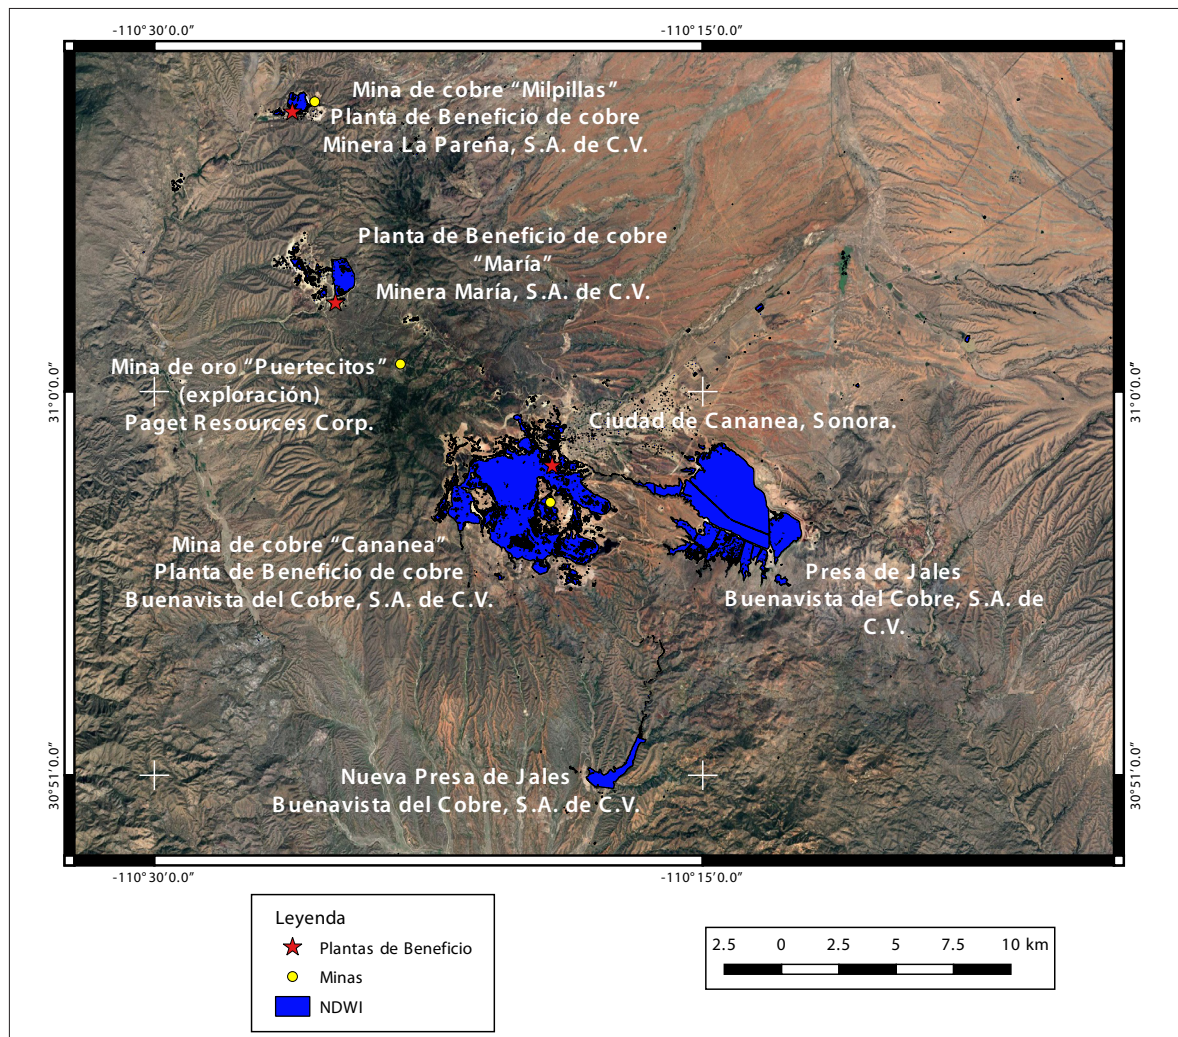 -110°30’0.0”
-110°15’0.0”
Mina de cobre “Milpillas”
Planta de Beneficio de cobre
Minera La Pareña, S.A. de C.V.
Planta de Beneficio de cobre
“María”
Minera María, S.A. de C.V.
Mina de oro “Puertecitos”
(exploración)
Paget Resources Corp.
31°0’0.0”
31°0’0.0”
Ciudad de Cananea, Sonora.
Mina de cobre “Cananea”
Planta de Beneficio de cobre
Buenavista del Cobre, S.A. de C.V.
Presa de Jales
Buenavista del Cobre, S.A. de
C.V.
Nueva Presa de Jales
Buenavista del Cobre, S.A. de C.V.
30°51’0.0”
30°51’0.0”
-110°30’0.0”
-110°15’0.0”
Leyenda
Plantas de Beneficio
Minas
NDWI
2.5 0 2.5 5 7.5 10 km